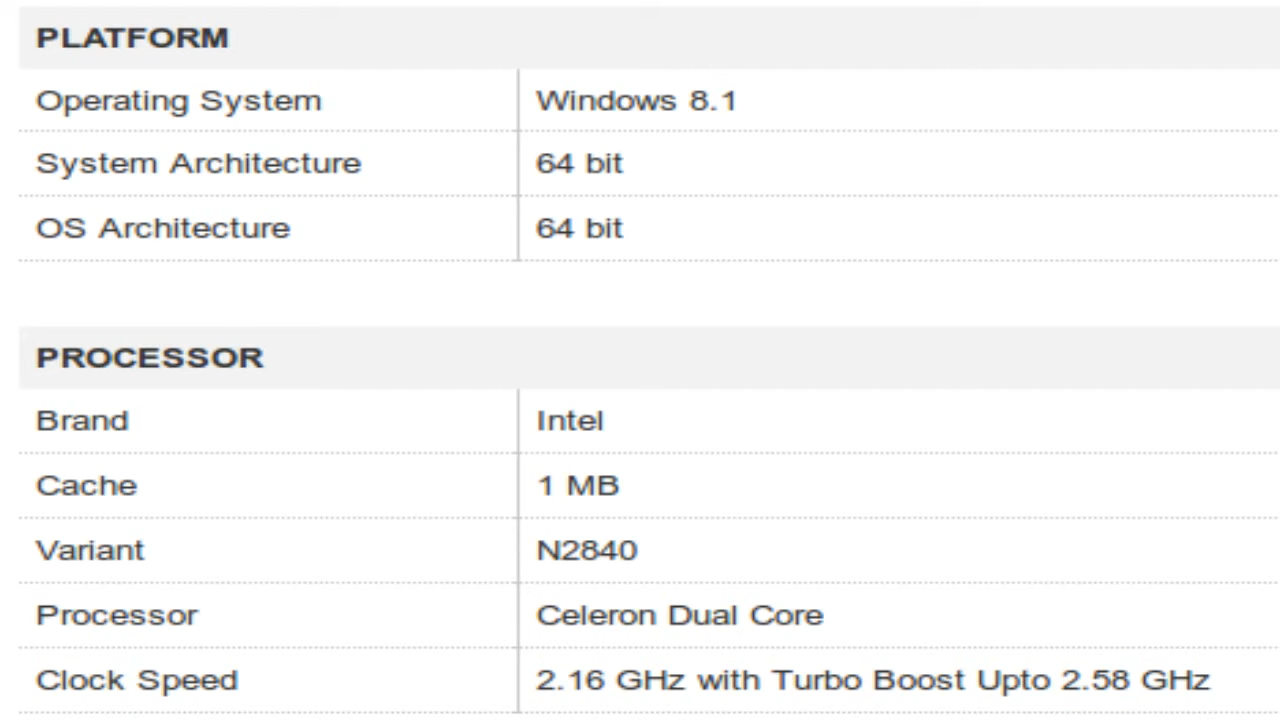 PLATFORM
Operating System Windows 8.1
System Architecture 64 bit
OS Architecture 64 bit
PROCESSOR
Brand Intel
Cache 1 MB
Variant N2840
Processor Celeron Dual Core
Clock Speed 2.16 GHz with Turbo Boost Upto 2.58 GHz